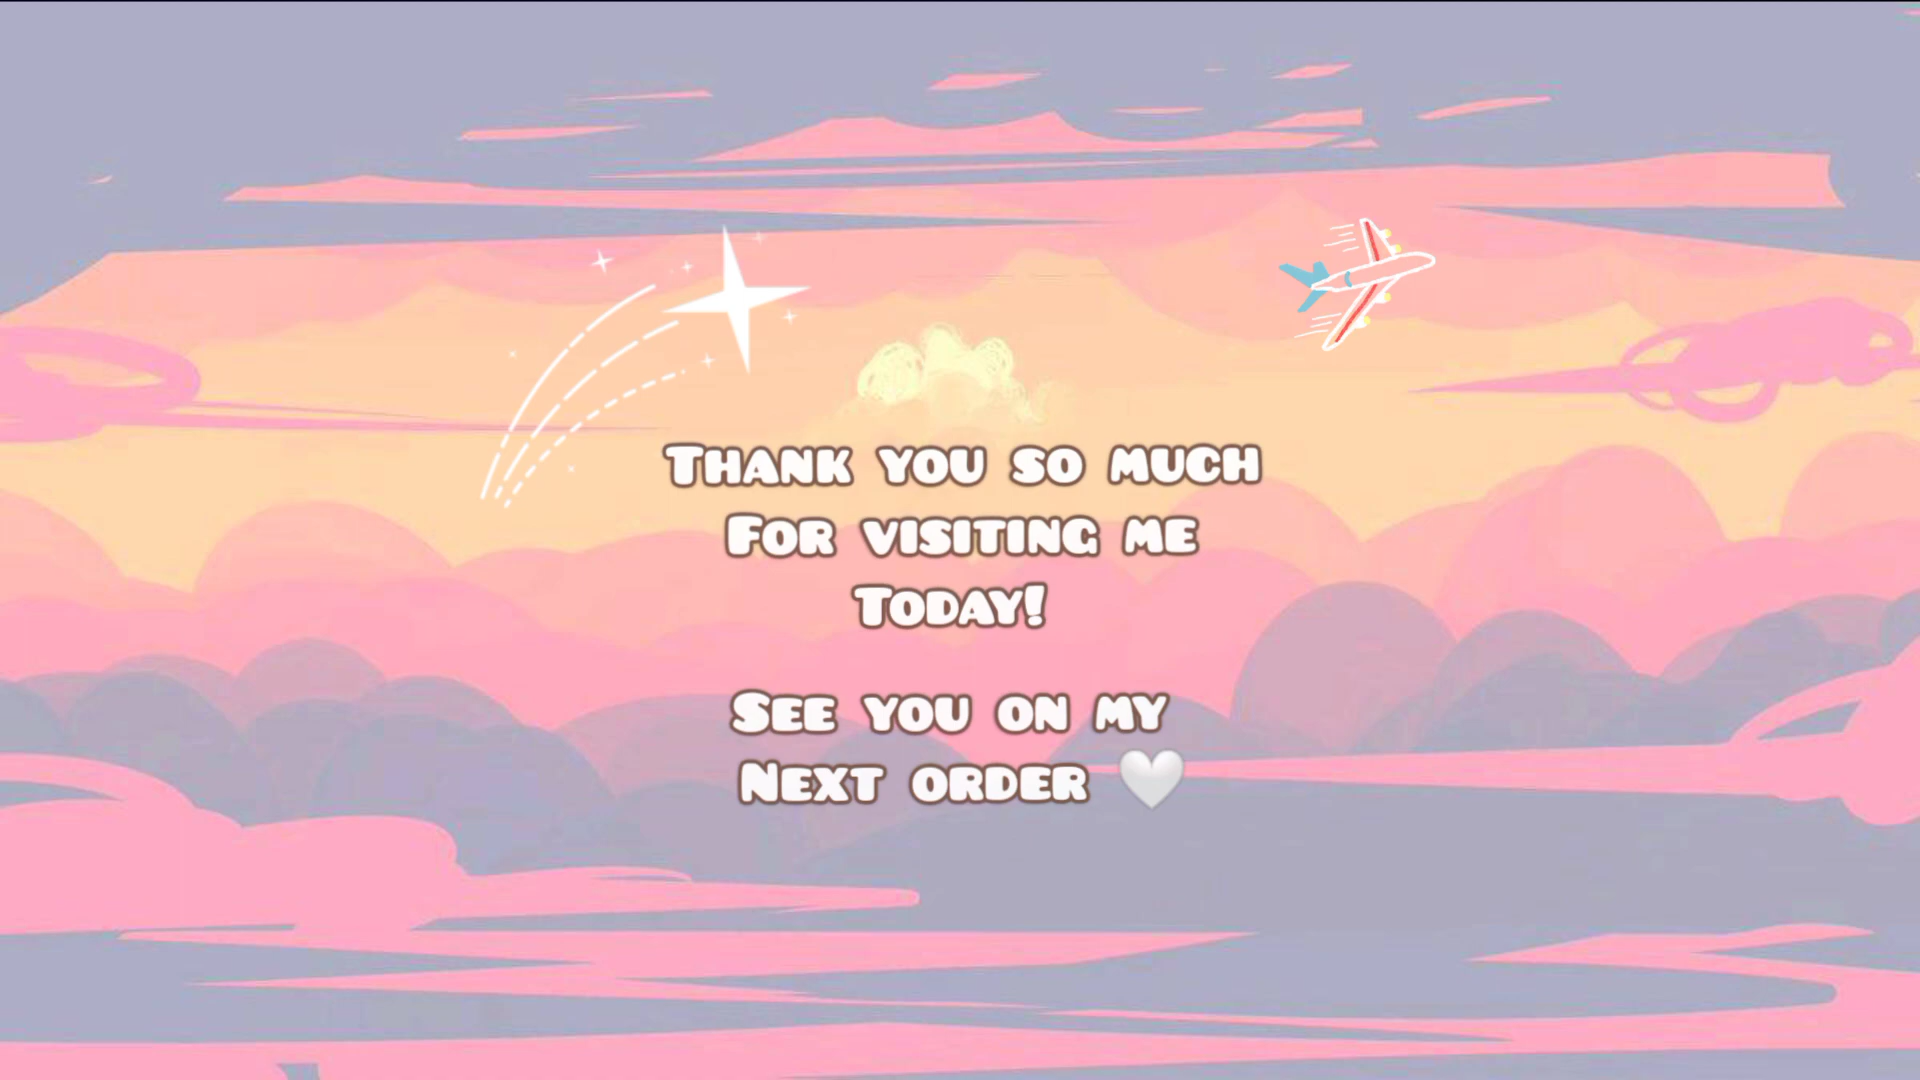 Thank you so much
For visiting me
Today!
See you on my
Next order 🤍